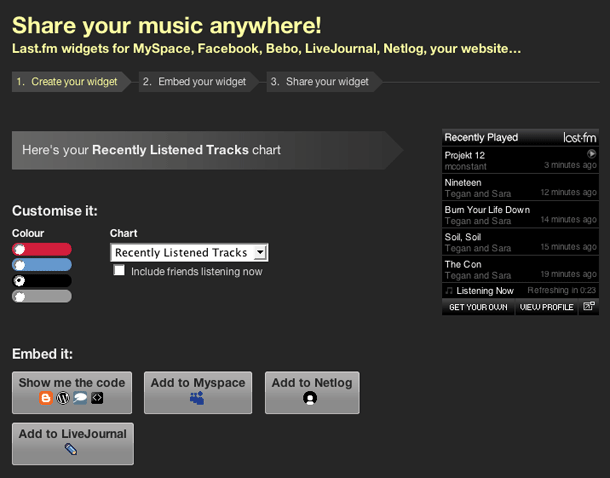 Share your music anywhere!
Last.fm widgets for MySpace, Facebook, Bebo, LiveJournal, Netlog, your website...
1. Create your widget
2. Embed your widget
3. Share your widget
Here's your Recently Listened Tracks chart
Customise it:
Colour
Chart
Recently Listened Tracks
Include friends listening now
Recently Played last.fm
Projekt 12
mconstant 3 minutes ago
Nineteen
Tegan and Sara 12 minutes ago
Burn Your Life Down
Tegan and Sara 14 minutes ago
Soil, Soil
Tegan and Sara 15 minutes ago
The Con
Tegan and Sara 19 minutes ago
Listening Now Refreshing in 0:23
GET YOUR OWN VIEW PROFILE
Embed it:
Show me the code
Add to Myspace
Add to Netlog
Add to LiveJournal